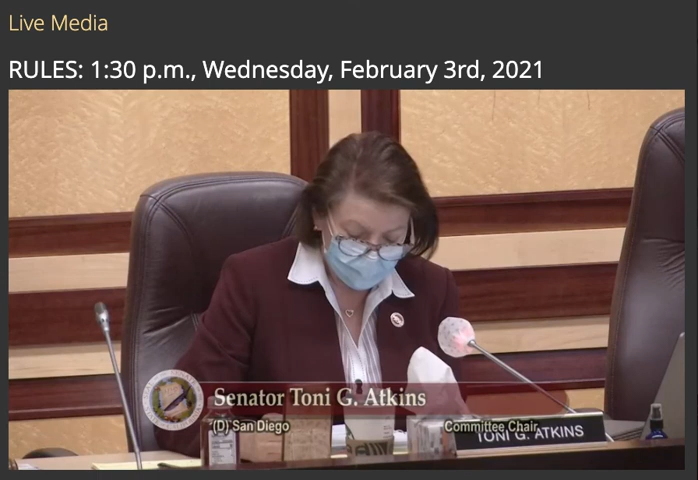 Live Media
RULES: 1:30 p.m., Wednesday, February 3rd, 2021
Senator Toni G. Atkins
(D) San Diego
Committee Chair
TONI G. ATKINS